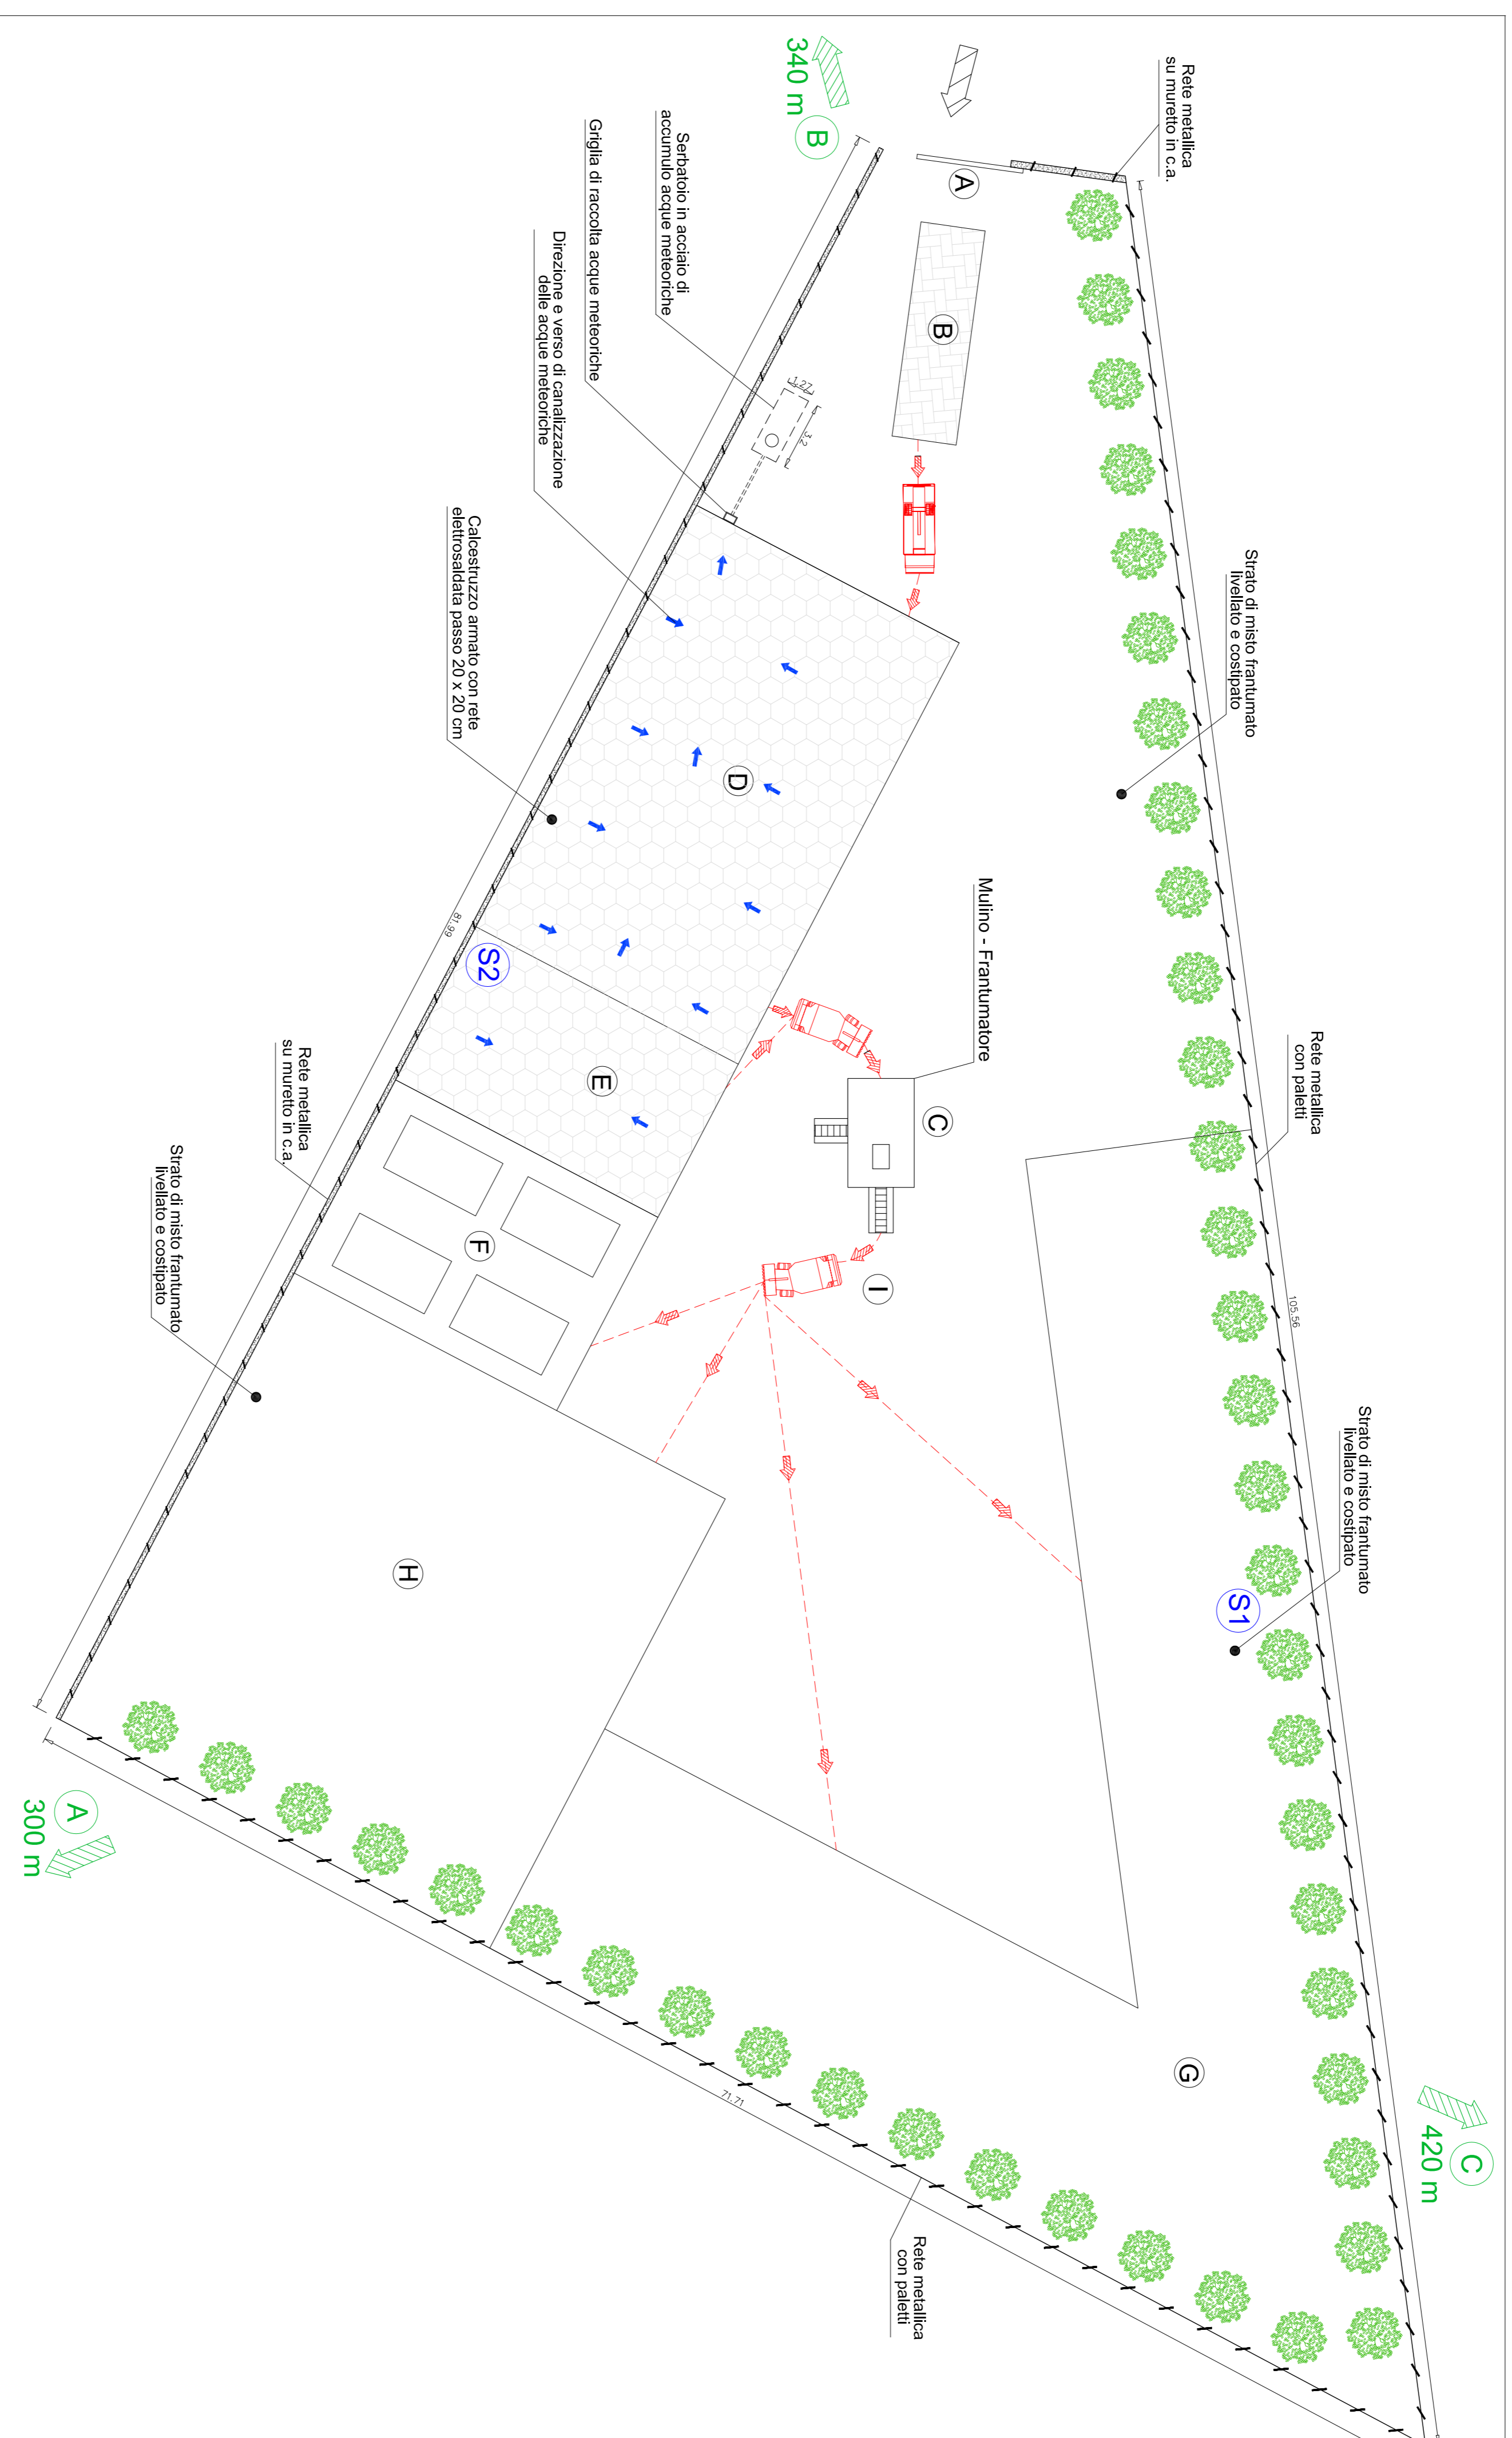 Rete metallica
su muretto in c.a.
340 m
B
A
B
Serbatoio in acciaio di
accumulo acque meteoriche
Griglia di raccolta acque meteoriche
Direzione e verso di canalizzazione
delle acque meteoriche
1.27
3.2
Calcestruzzo armato con rete
elettrosaldata passo 20 x 20 cm
Strato di misto frantumato
livellato e costipato
D
Mulino - Frantumatore
C
S2
81.99
E
Rete metallica
su muretto in c.a.
Rete metallica
con paletti
Strato di misto frantumato
livellato e costipato
F
I
105.56
Strato di misto frantumato
livellato e costipato
S1
H
A
300 m
G
71.71
C
420 m
Rete metallica
con paletti